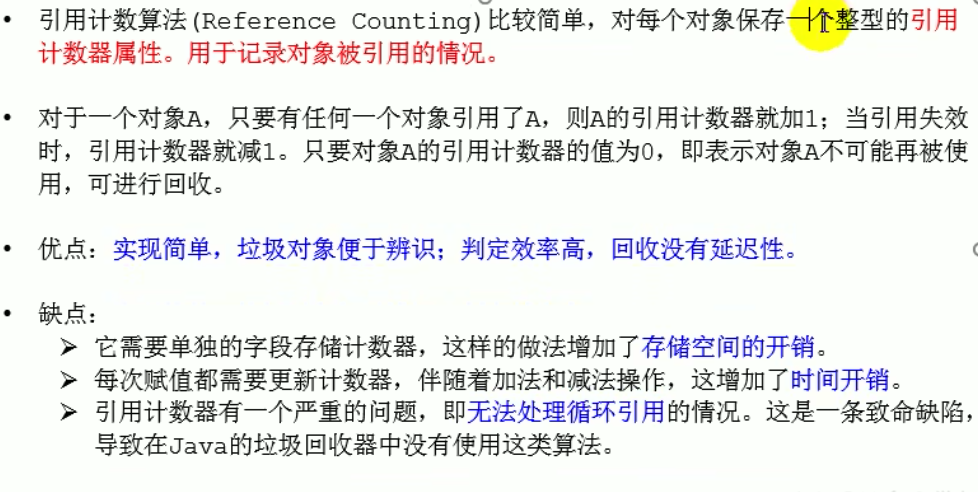 • 引用计数算法(Reference Counting)比较简单，对每个对象保存一个整型的引用
计数器属性。用于记录对象被引用的情况。
• 对于一个对象A，只要有任何一个对象引用了A，则A的引用计数器就加1；当引用失效
时，引用计数器就减1。只要对象A的引用计数器的值为0，即表示对象A不可能再被使
用，可进行回收。
• 优点：实现简单，垃圾对象便于辨识；判定效率高，回收没有延迟性。
• 缺点：
➢ 它需要单独的字段存储计数器，这样的做法增加了存储空间的开销。
➢ 每次赋值都需要更新计数器，伴随着加法和减法操作，这增加了时间开销。
➢ 引用计数器有一个严重的问题，即无法处理循环引用的情况。这是一条致命缺陷，
导致在Java的垃圾回收器中没有使用这类算法。